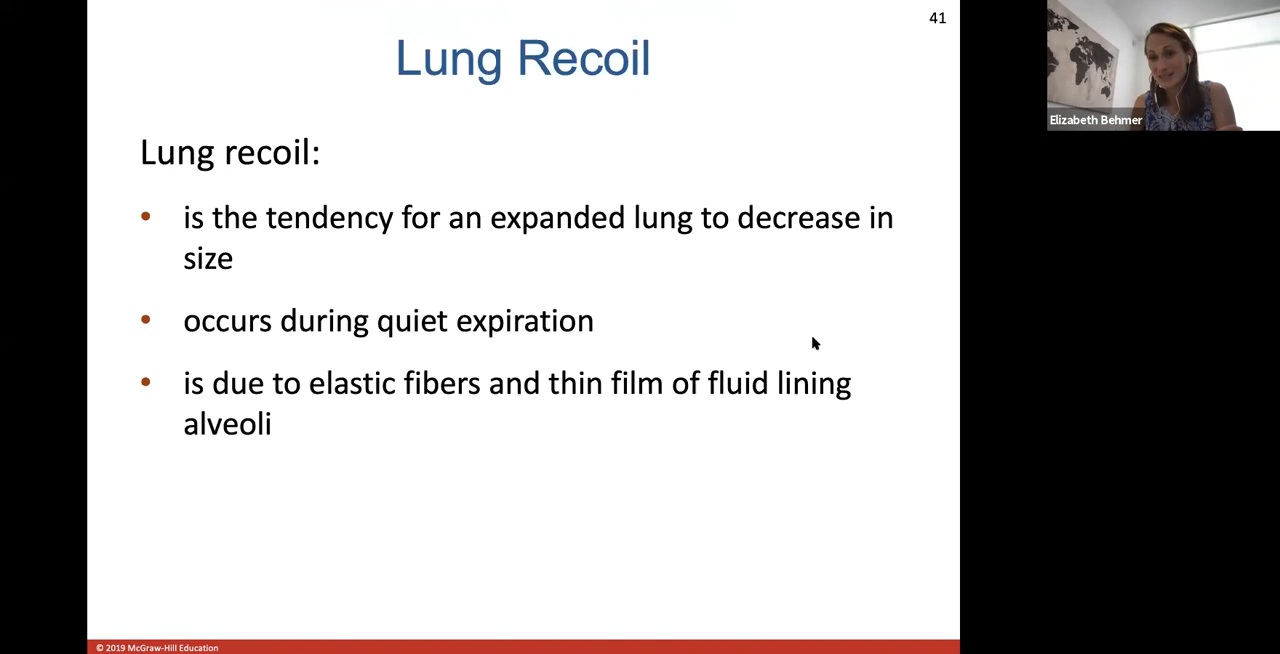 41
Lung Recoil
Elizabeth Behmer
Lung recoil:
• is the tendency for an expanded lung to decrease in
size
• occurs during quiet expiration
• is due to elastic fibers and thin film of fluid lining
alveoli
© 2019 McGraw-Hill Education